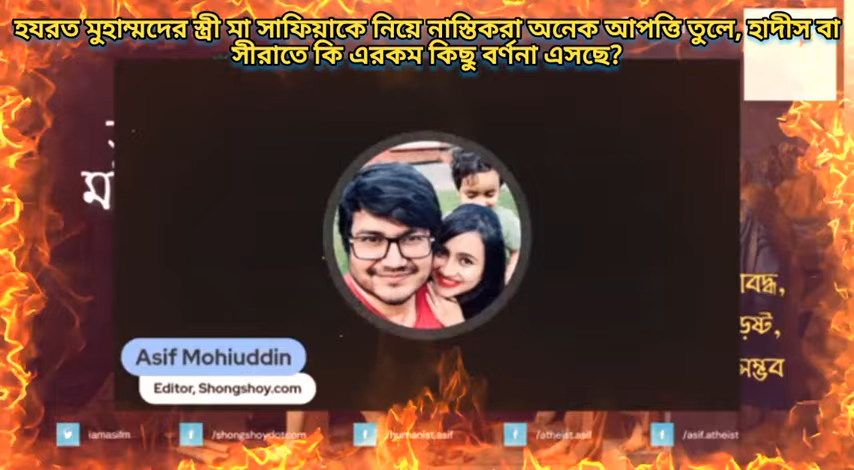 হযরত মুহাম্মদের স্ত্রী মা সাফিয়াকে নিয়ে নাস্তিকরা অনেক আপত্তি তুলে, হাদীস বা
সীরাতে কি এরকম কিছু বর্ণনা এসছে?
Asif Mohiuddin
Editor, Shongshoy.com
iamasifm
/shongshoydotcom
/humanist.asif
/atheist.asif
/asif.atheist